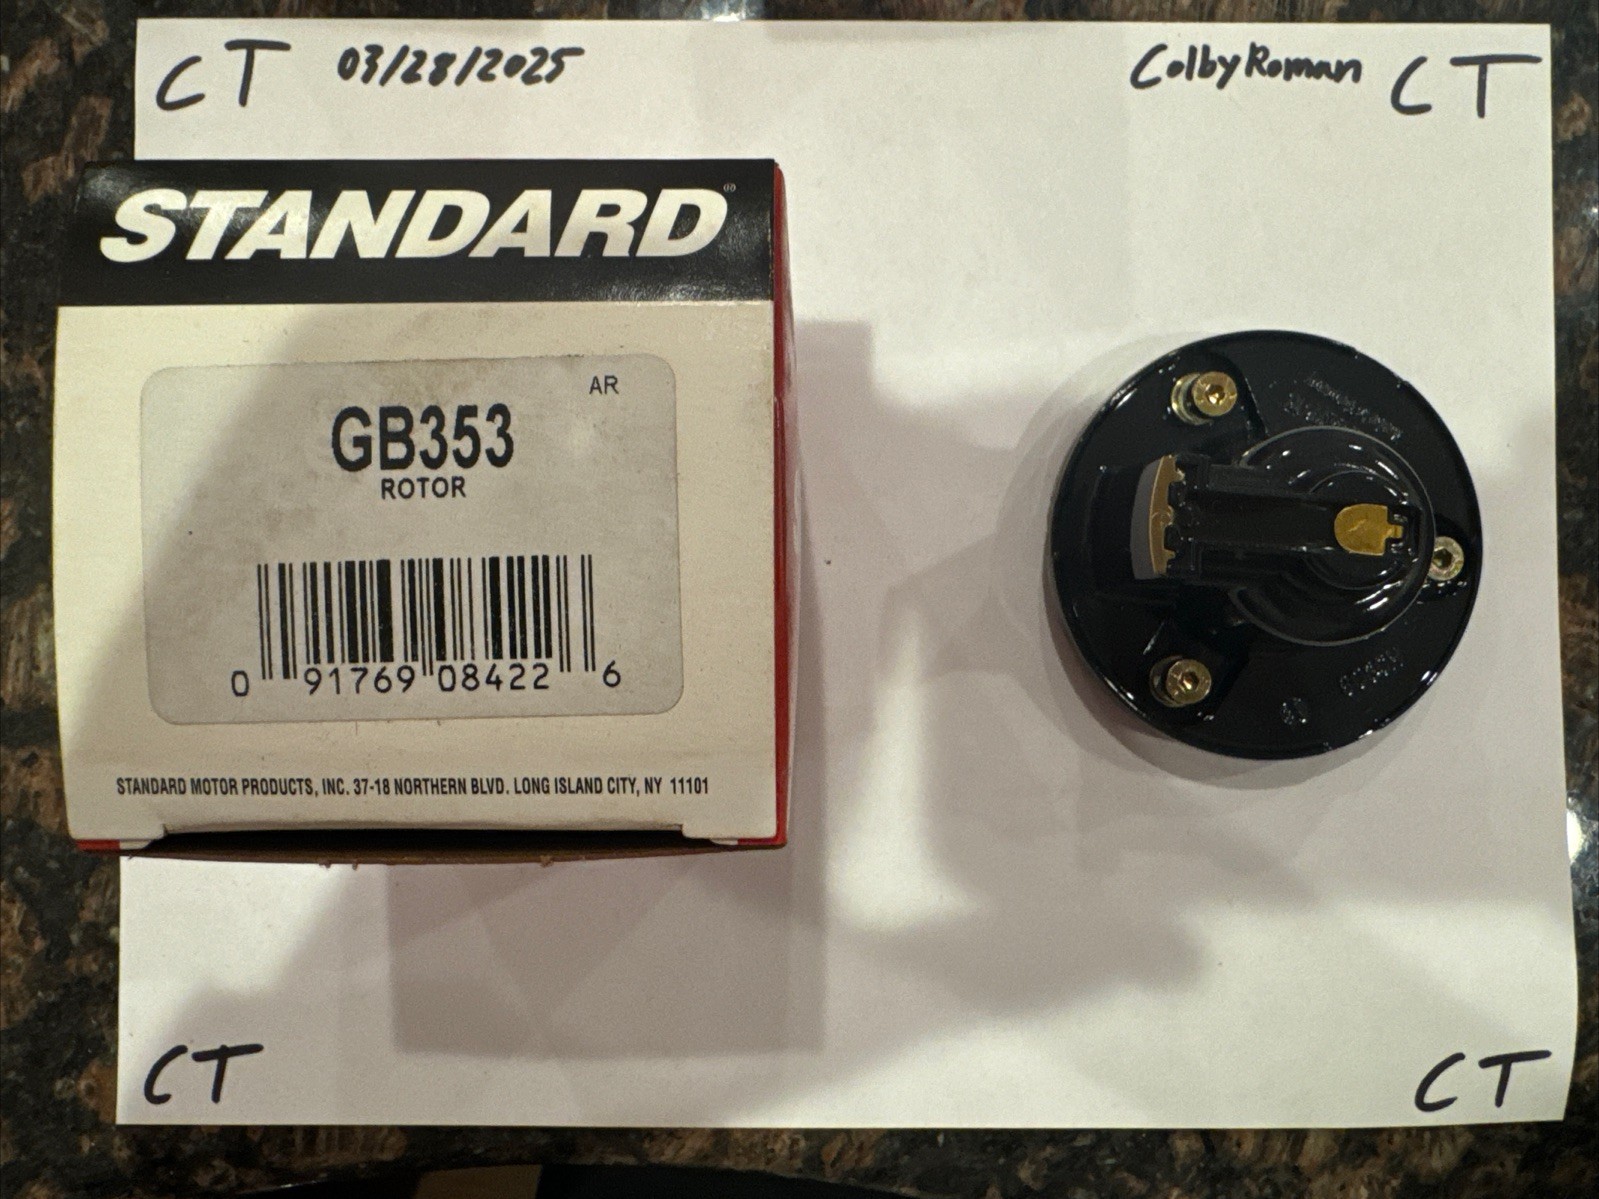 CT 03/28/2025 ColbyRoman CT
STANDARD®
AR
GB353
ROTOR
0 91769 08422 6
STANDARD MOTOR PRODUCTS, INC. 37-18 NORTHERN BLVD. LONG ISLAND CITY, NY 11101
CT CT